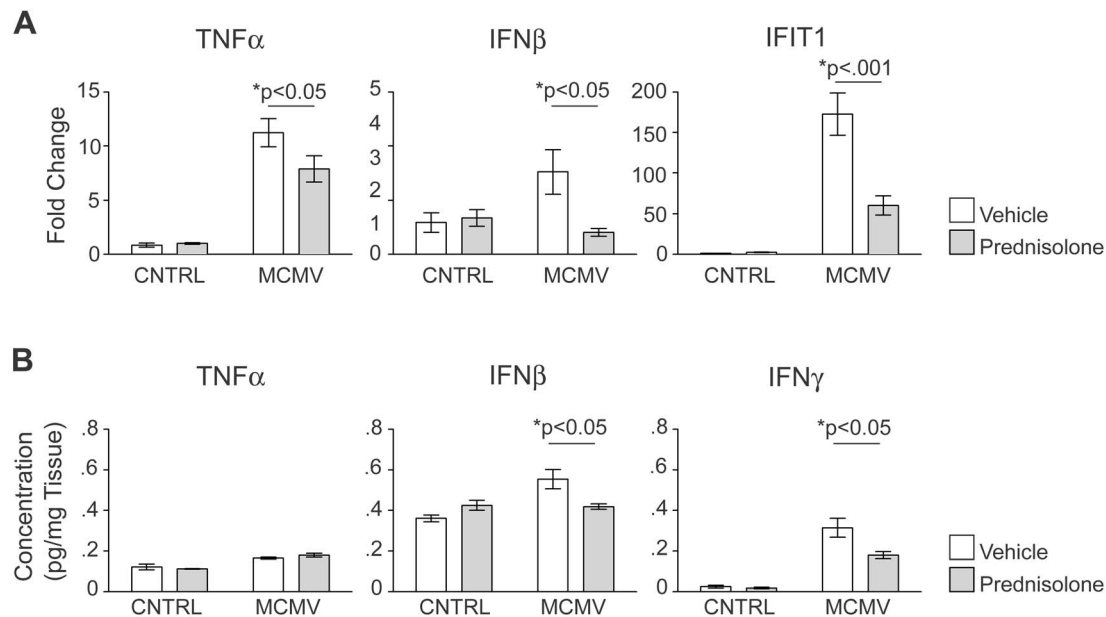 A
TNFα
IFNβ
IFIT1
*p<0.05
*p<0.05
*p<.001
Fold Change
15
10
5
0
5
4
3
2
1
0
200
150
100
50
0
CNTRL
MCMV
CNTRL
MCMV
CNTRL
MCMV
Vehicle
Prednisolone
B
TNFα
IFNβ
IFNγ
*p<0.05
*p<0.05
Concentration
(pg/mg Tissue)
.8
.6
.4
.2
0
.8
.6
.4
.2
0
.8
.6
.4
.2
0
CNTRL
MCMV
CNTRL
MCMV
CNTRL
MCMV
Vehicle
Prednisolone